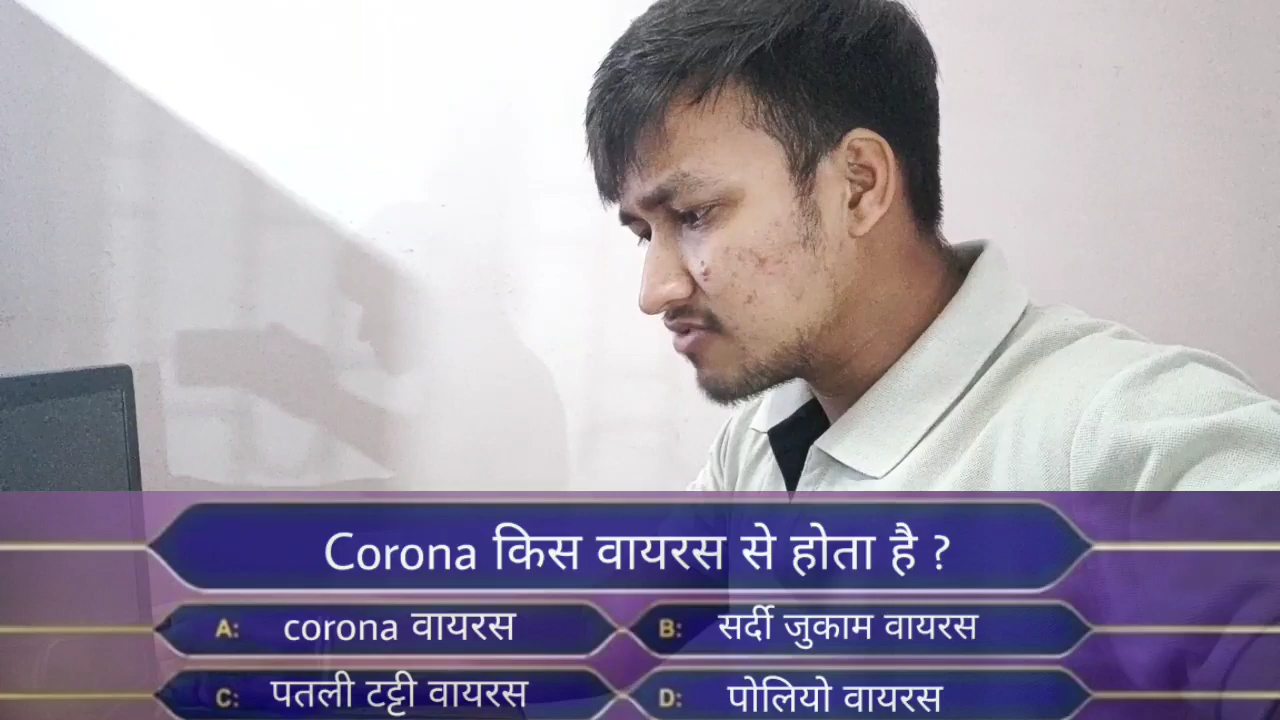 Corona किस वायरस से होता है ?
A: corona वायरस
B: सर्दी जुकाम वायरस
C: पतली टट्टी वायरस
D: पोलियो वायरस